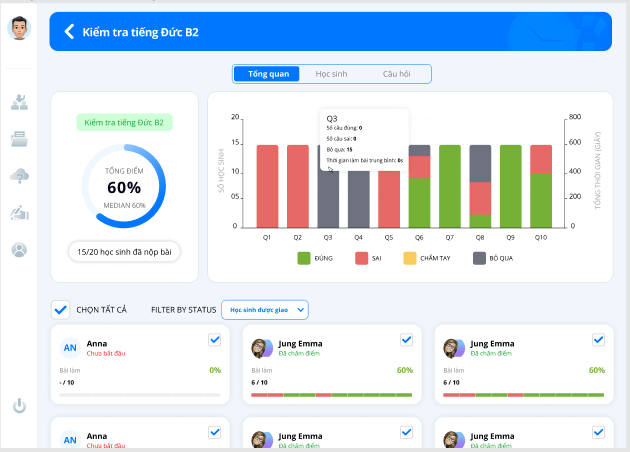 Kiểm tra tiếng Đức B2
Tổng quan
Học sinh
Câu hỏi
Kiểm tra tiếng Đức B2
TỔNG ĐIỂM
60%
MEDIAN 60%
15/20 học sinh đã nộp bài
SỐ HỌC SINH
20
15
10
05
0
Q3
Số câu đúng: 0
Số câu sai: 0
Bỏ qua: 15
Thời gian làm bài trung bình: 0s
800
600
400
200
0
TỔNG THỜI GIAN (GIÂY)
Q1 Q2 Q3 Q4 Q5 Q6 Q7 Q8 Q9 Q10
ĐÚNG SAI CHẤM TAY BỎ QUA
CHỌN TẤT CẢ
FILTER BY STATUS
Học sinh được giao
AN
Anna
Chưa bắt đầu
Bài làm
0%
- / 10
Jung Emma
Đã chấm điểm
Bài làm
60%
6 / 10
Jung Emma
Đã chấm điểm
Bài làm
60%
6 / 10
AN
Anna
Chưa bắt đầu
Jung Emma
Đã chấm điểm
Jung Emma
Đã chấm điểm